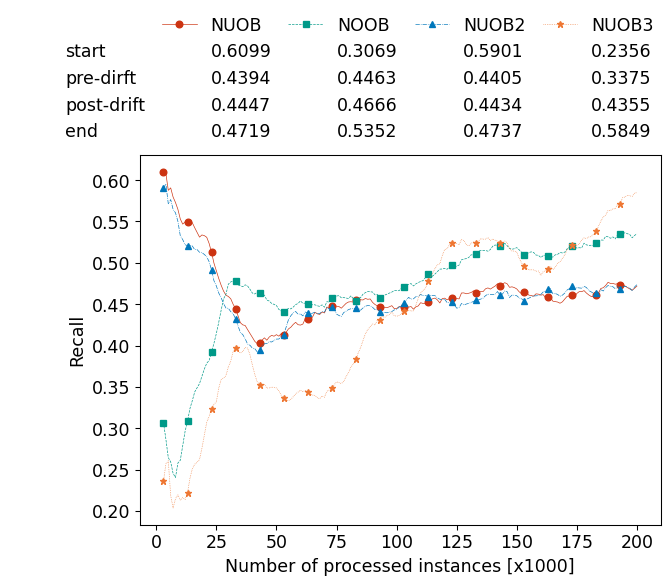 NUOB NOOB NUOB2 NUOB3
start 0.6099 0.3069 0.5901 0.2356
pre-dirft 0.4394 0.4463 0.4405 0.3375
post-drift 0.4447 0.4666 0.4434 0.4355
end 0.4719 0.5352 0.4737 0.5849
0.60
0.55
0.50
0.45
0.40
0.35
0.30
0.25
0.20
Recall
0 25 50 75 100 125 150 175 200
Number of processed instances [x1000]